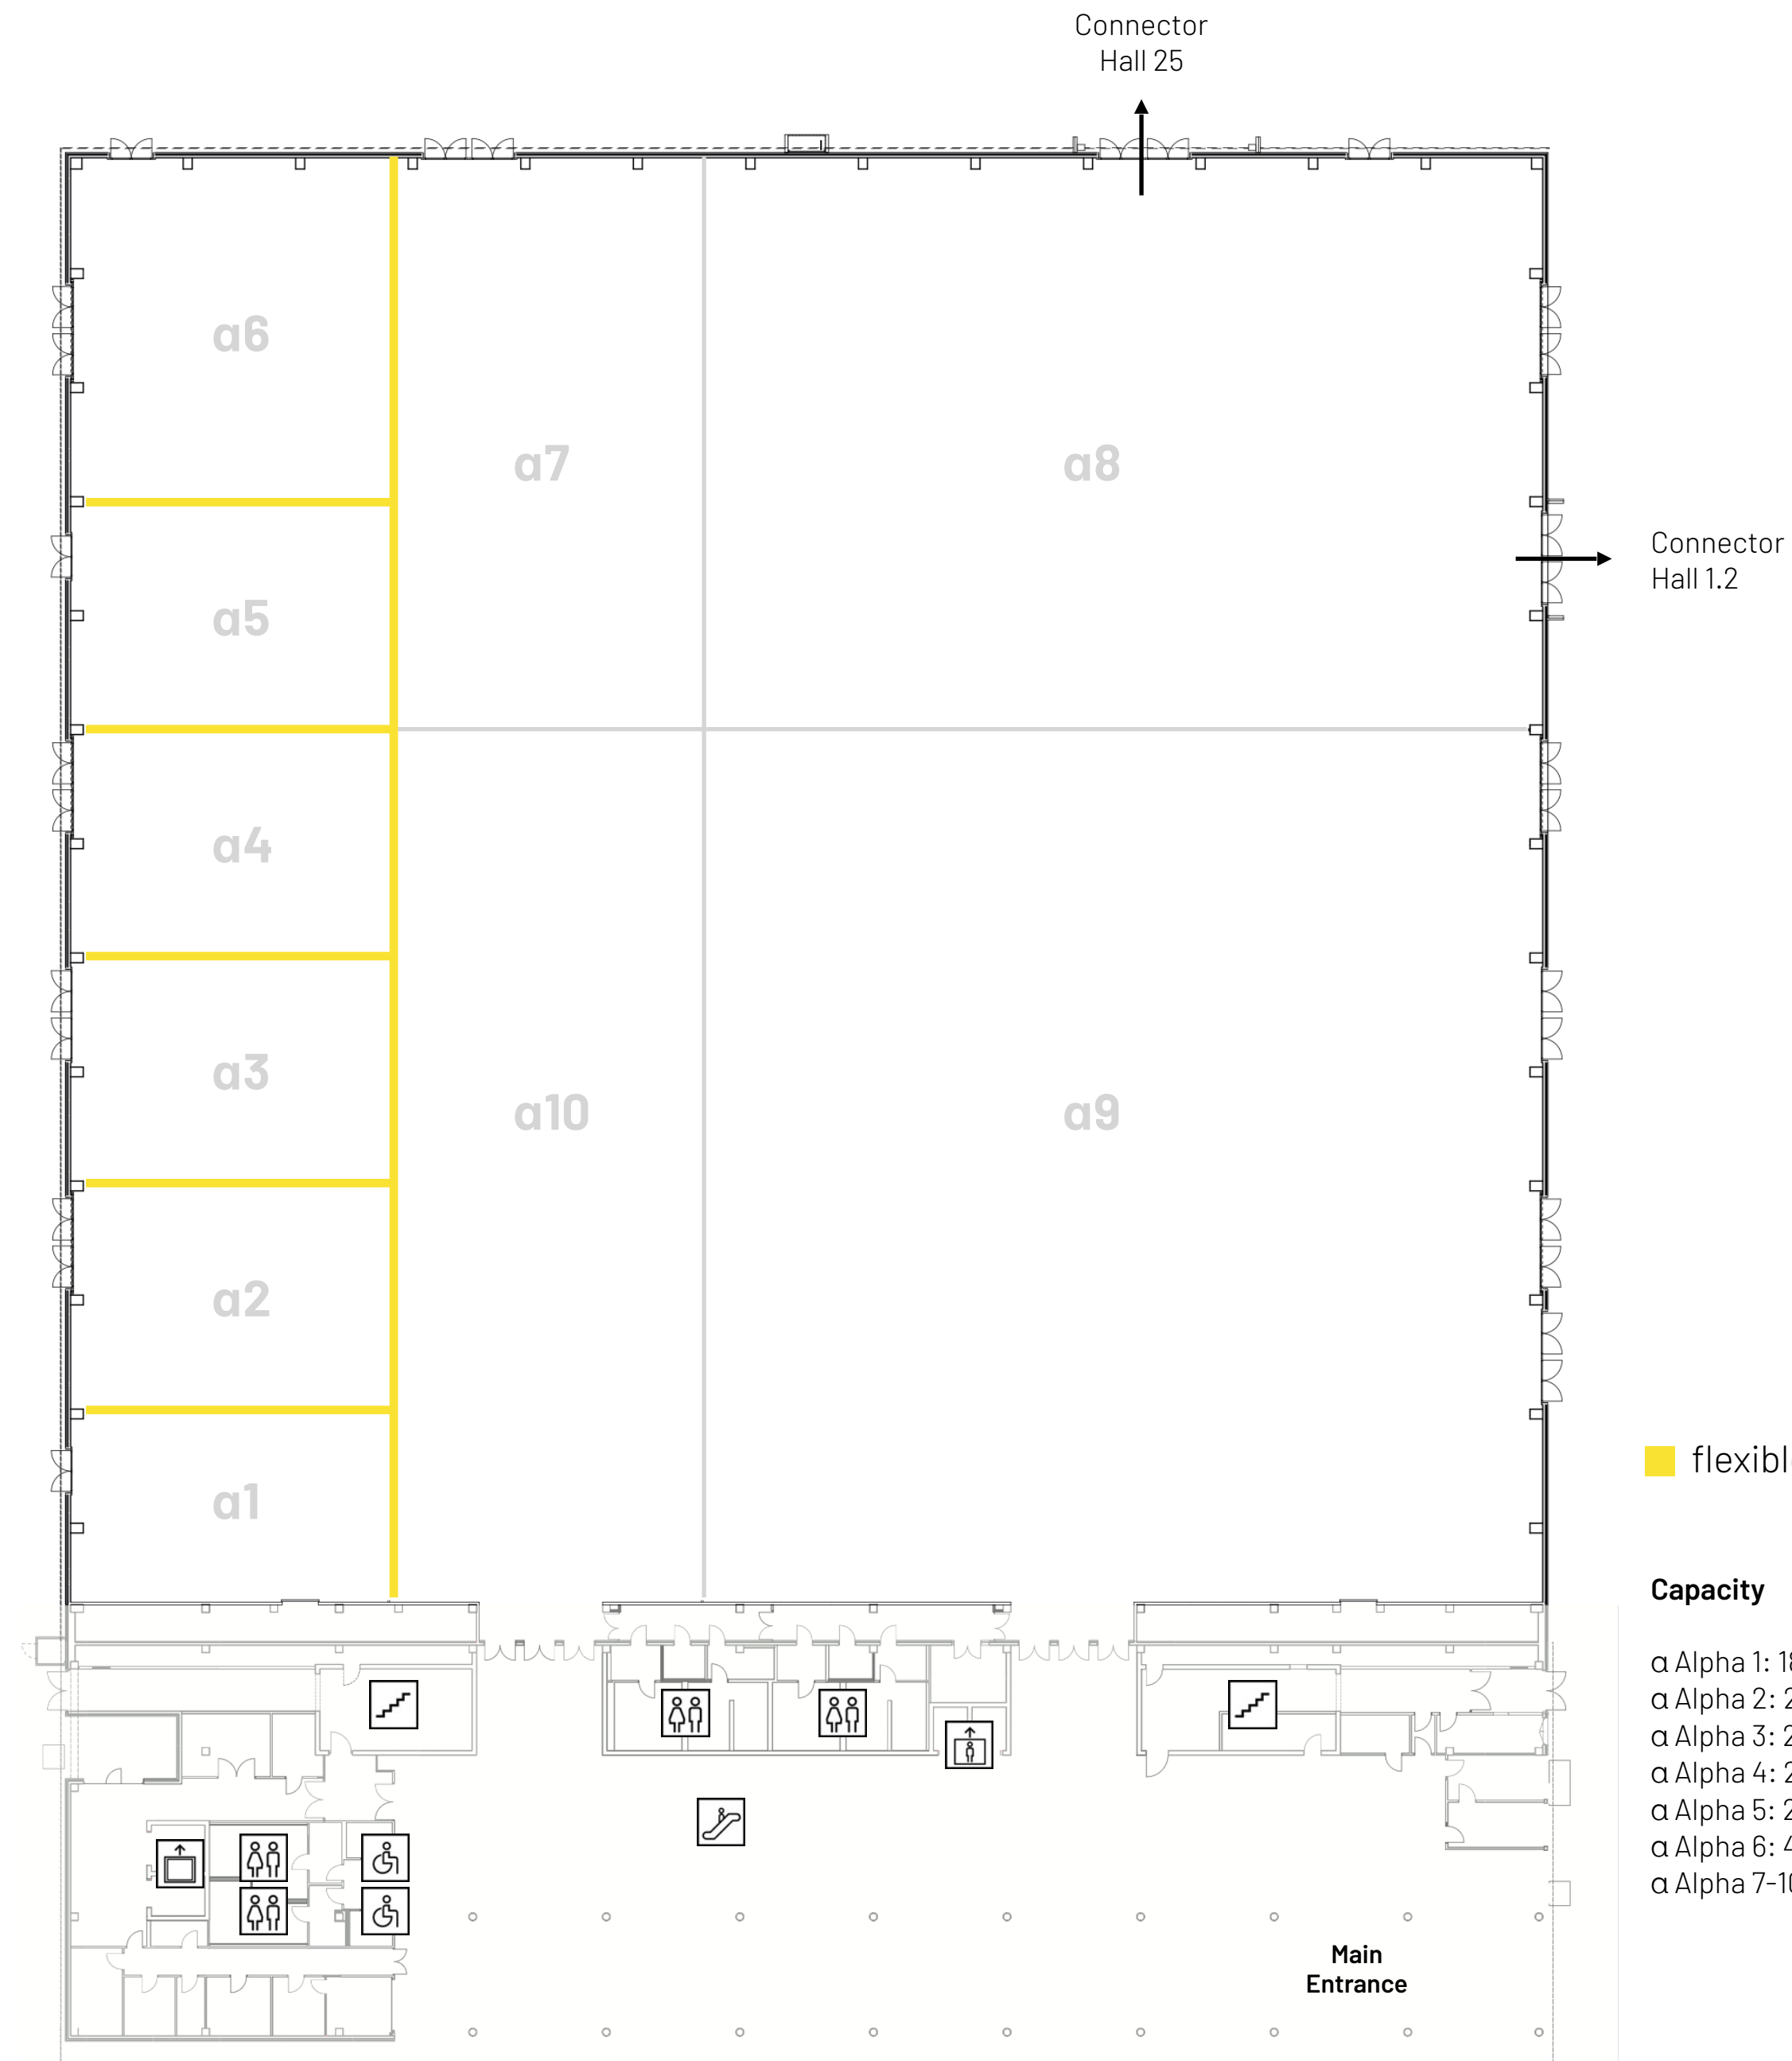 Connector
Hall 25
a6
a7
a8
Connector
Hall 1.2
a5
a4
a3
a10
a9
a2
a1
flexibl
Capacity
α Alpha 1: 18
α Alpha 2: 2
α Alpha 3: 2
α Alpha 4: 2
α Alpha 5: 2
α Alpha 6: 4
α Alpha 7-10
Main
Entrance